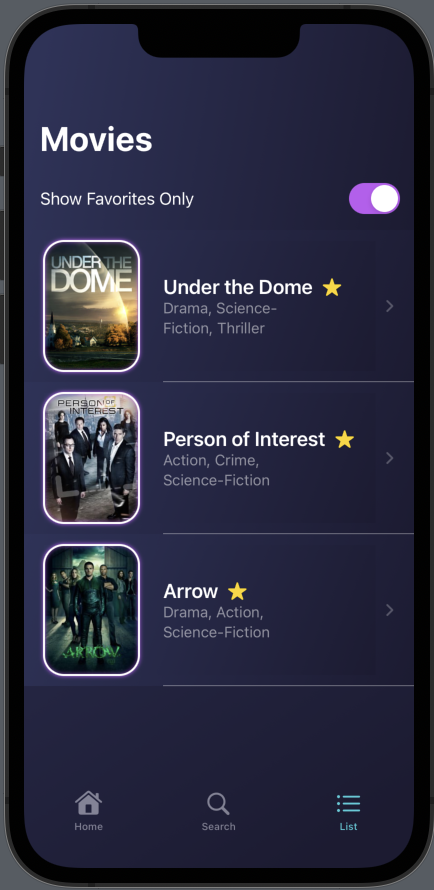 Movies
Show Favorites Only
UNDER THE
DOME
Under the Dome
Drama, Science-
Fiction, Thriller
PERSON OF
INTEREST
Person of Interest
Action, Crime,
Science-Fiction
ARROW
Arrow
Drama, Action,
Science-Fiction
Home
Search
List